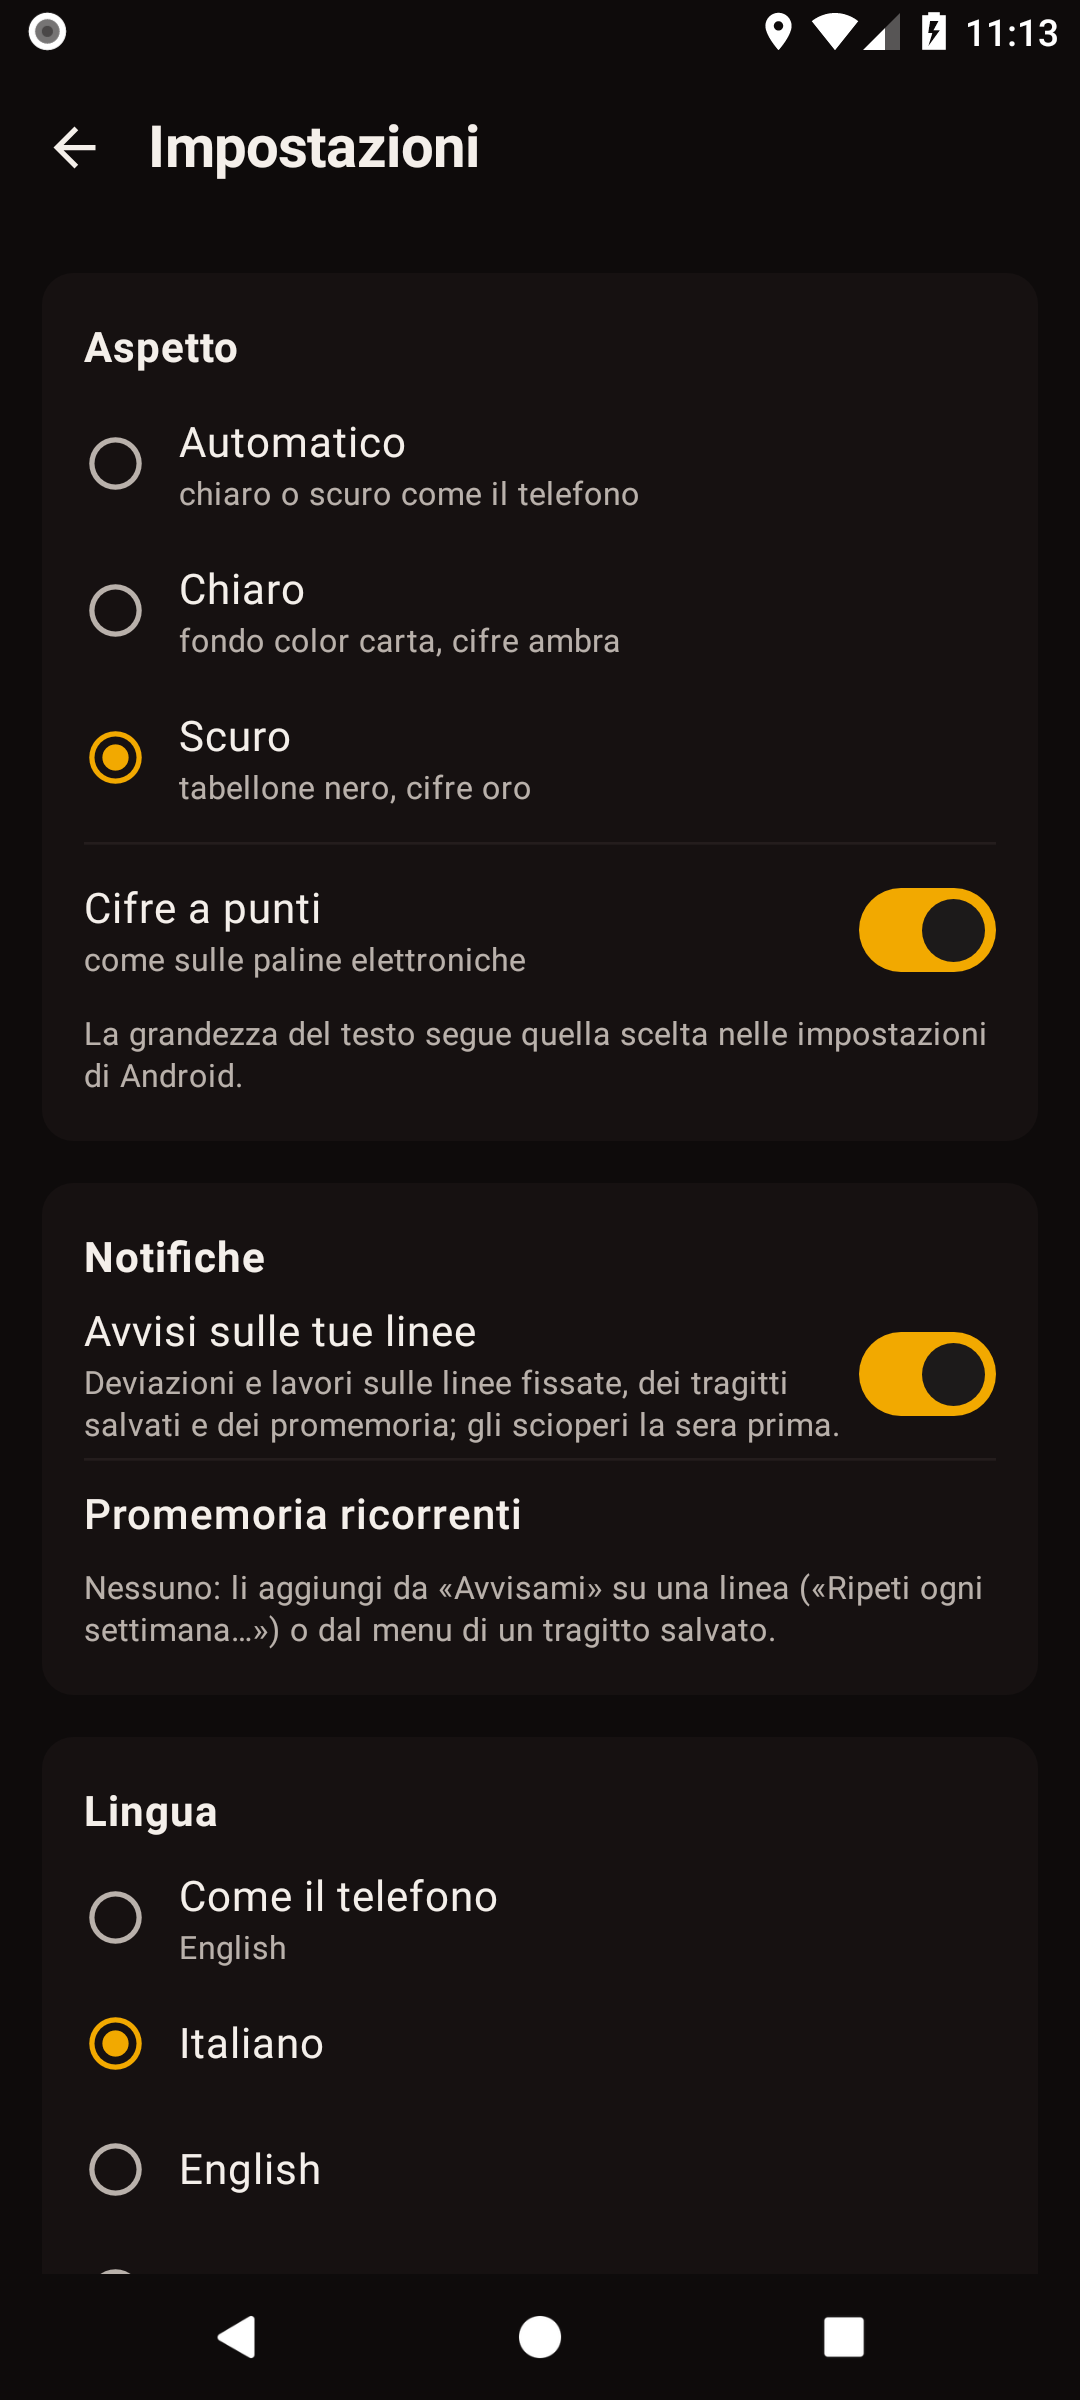 11:13
Impostazioni
Aspetto
Automatico
chiaro o scuro come il telefono
Chiaro
fondo color carta, cifre ambra
Scuro
tabellone nero, cifre oro
Cifre a punti
come sulle paline elettroniche
La grandezza del testo segue quella scelta nelle impostazioni
di Android.
Notifiche
Avvisi sulle tue linee
Deviazioni e lavori sulle linee fissate, dei tragitti
salvati e dei promemoria; gli scioperi la sera prima.
Promemoria ricorrenti
Nessuno: li aggiungi da «Avvisami» su una linea («Ripeti ogni
settimana…») o dal menu di un tragitto salvato.
Lingua
Come il telefono
English
Italiano
English